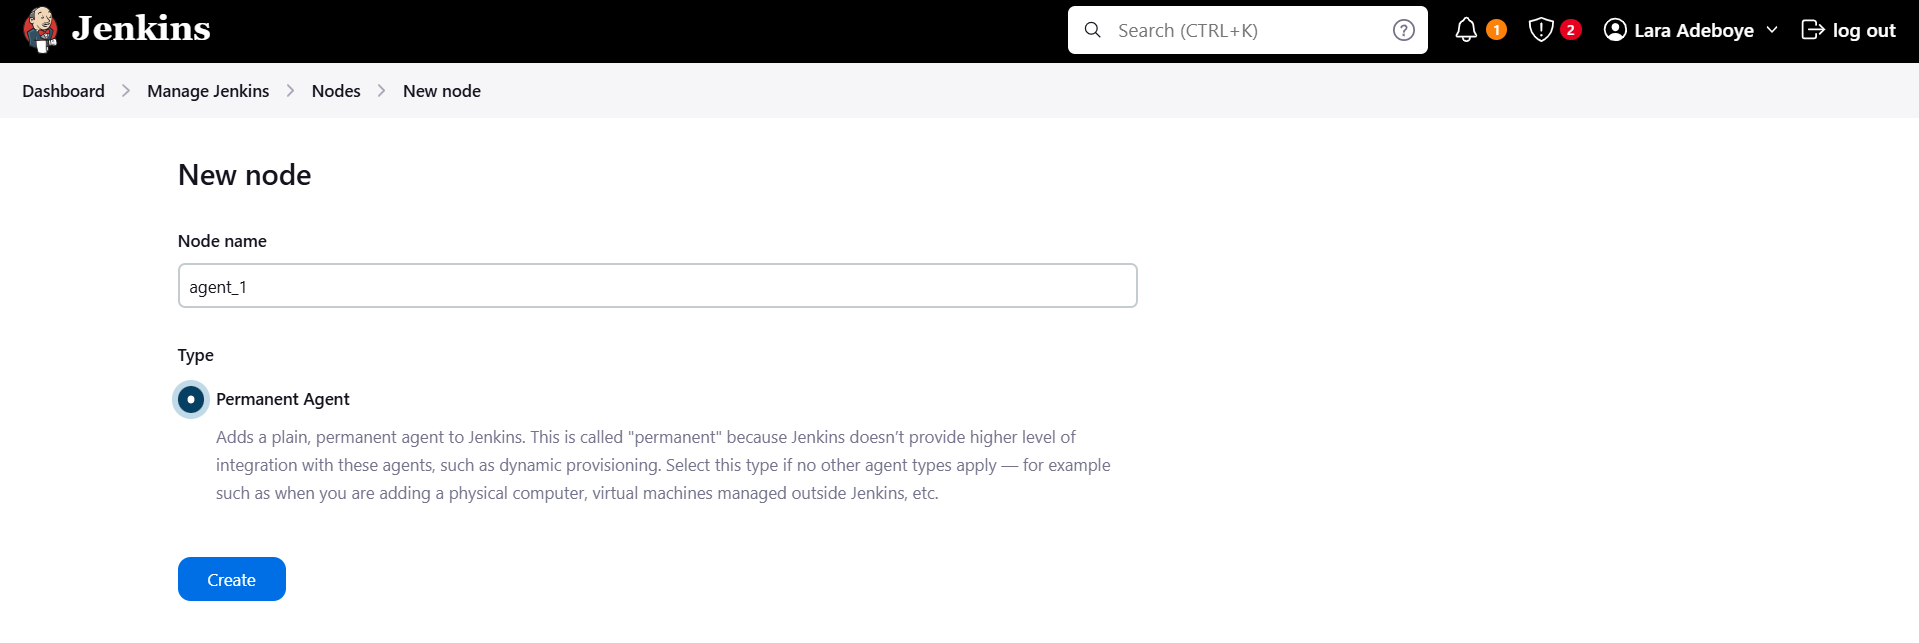 Jenkins
Search (CTRL+K)
?
1
2
Lara Adeboye
log out
Dashboard
Manage Jenkins
Nodes
New node
New node
Node name
agent_1
Type
Permanent Agent
Adds a plain, permanent agent to Jenkins. This is called "permanent" because Jenkins doesn’t provide higher level of
integration with these agents, such as dynamic provisioning. Select this type if no other agent types apply — for example
such as when you are adding a physical computer, virtual machines managed outside Jenkins, etc.
Create